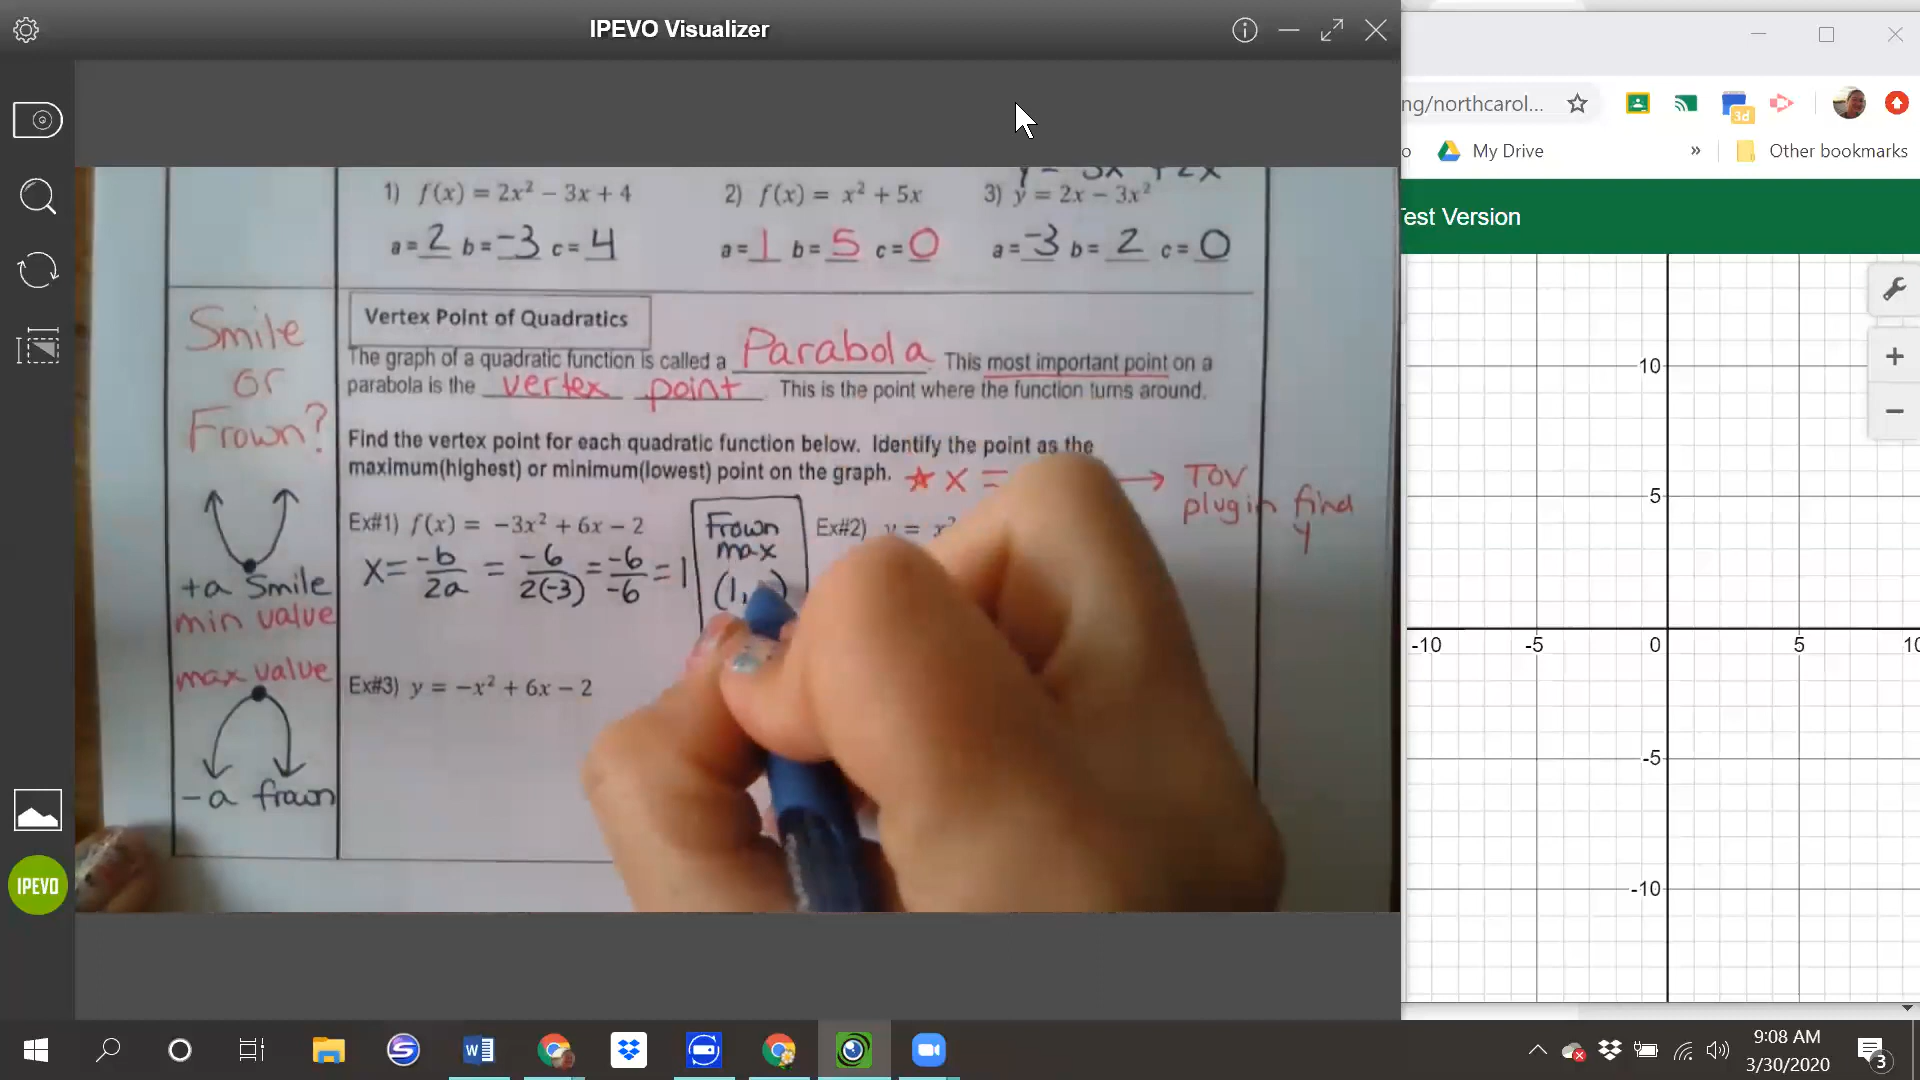 IPEVO Visualizer
ng/northcarol...
3d
o My Drive » Other bookmarks
Test Version
1) f(x) = 2x² − 3x + 4 2) f(x) = x² + 5x 3) y = 2x − 3x²
a = 2 b = -3 c = 4 a = 1 b = 5 c = 0 a = -3 b = 2 c = 0
Smile
or
Frown?
+a Smile
min value
max value
-a frown
Vertex Point of Quadratics
The graph of a quadratic function is called a Parabola. This most important point on a
parabola is the vertex point. This is the point where the function turns around.
Find the vertex point for each quadratic function below. Identify the point as the
maximum(highest) or minimum(lowest) point on the graph. ★ x = → TOV
plug in find
y
Ex#1) f(x) = −3x² + 6x − 2
x = -b/2a = -6/2(-3) = -6/-6 = 1
Frown
max
(1, )
Ex#2) y = x²
Ex#3) y = −x² + 6x − 2
10
5
-10 -5 0 5 10
-5
-10
IPEVO
9:08 AM
3/30/2020
3